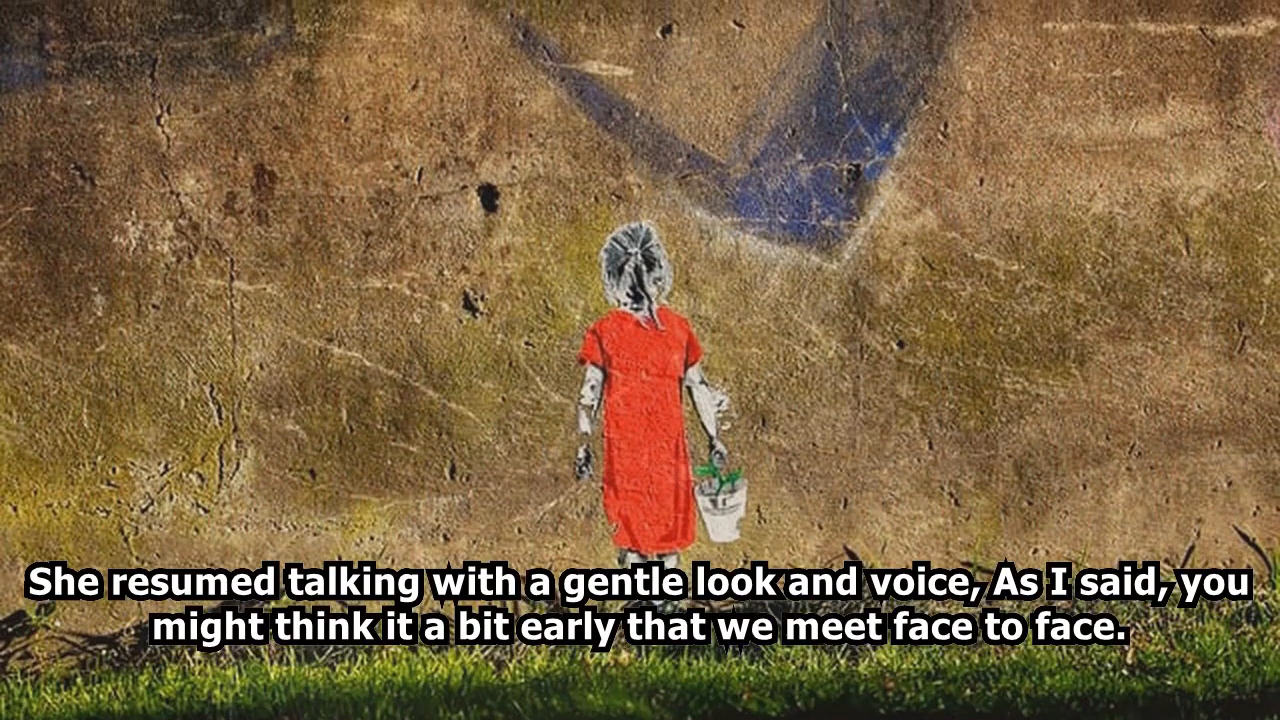 She resumed talking with a gentle look and voice, As I said, you
might think it a bit early that we meet face to face.